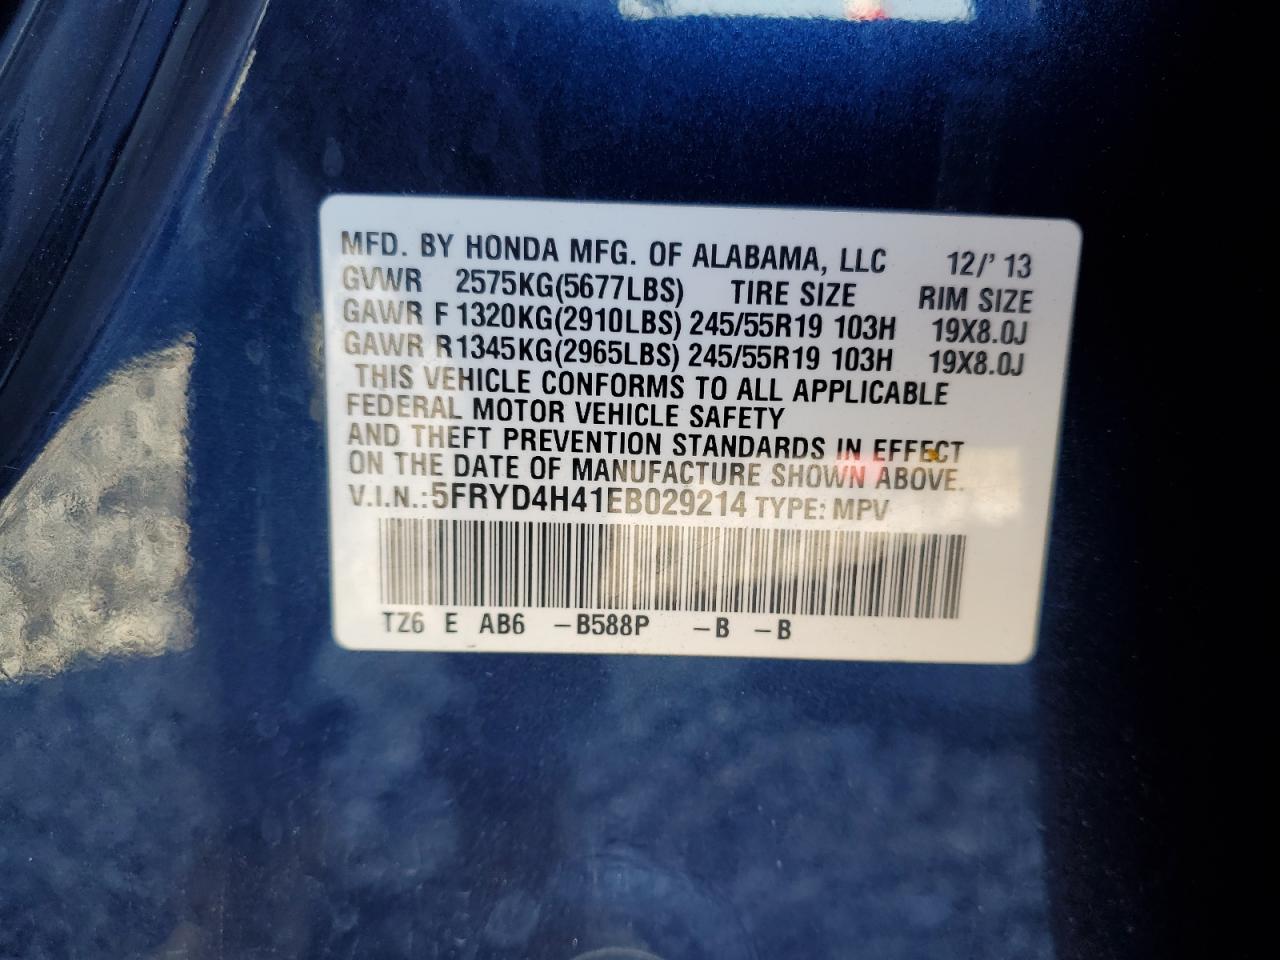 MFD. BY HONDA MFG. OF ALABAMA, LLC 12/' 13
GVWR 2575KG(5677LBS) TIRE SIZE RIM SIZE
GAWR F 1320KG(2910LBS) 245/55R19 103H 19X8.0J
GAWR R1345KG(2965LBS) 245/55R19 103H 19X8.0J
THIS VEHICLE CONFORMS TO ALL APPLICABLE
FEDERAL MOTOR VEHICLE SAFETY
AND THEFT PREVENTION STANDARDS IN EFFECT
ON THE DATE OF MANUFACTURE SHOWN ABOVE.
V.I.N.:5FRYD4H41EB029214 TYPE: MPV
TZ6 E AB6 -B588P -B -B